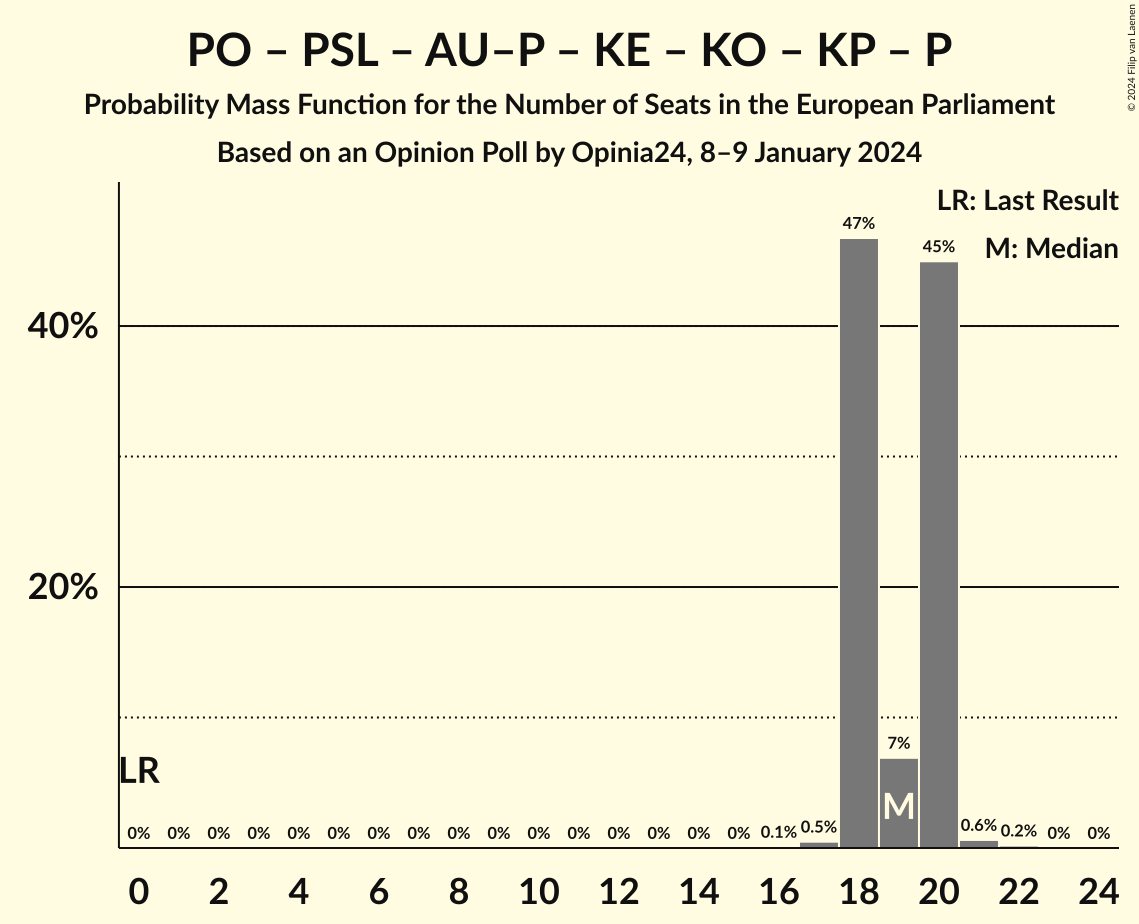 PO – PSL – AU–P – KE – KO – KP – P
Probability Mass Function for the Number of Seats in the European Parliament
Based on an Opinion Poll by Opinia24, 8–9 January 2024
© 2024 Filip van Laenen
LR: Last Result
M: Median
47%
45%
40%
20%
7%
LR
M
0% 0% 0% 0% 0% 0% 0% 0% 0% 0% 0% 0% 0% 0% 0% 0% 0.1% 0.5% 0.6% 0.2% 0% 0%
0 2 4 6 8 10 12 14 16 18 20 22 24